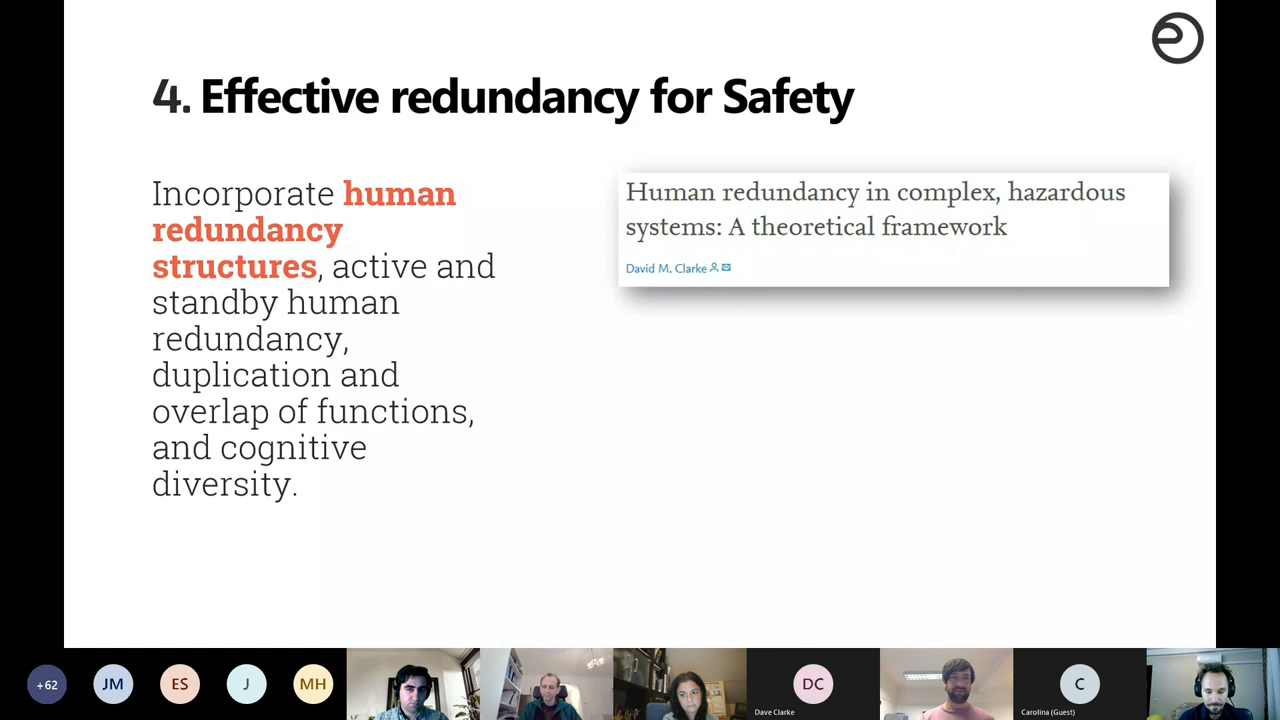 4. Effective redundancy for Safety
Incorporate human
redundancy
structures, active and
standby human
redundancy,
duplication and
overlap of functions,
and cognitive
diversity.
Human redundancy in complex, hazardous
systems: A theoretical framework
David M. Clarke
+62
JM
ES
J
MH
DC
Dave Clarke
C
Carolina (Guest)